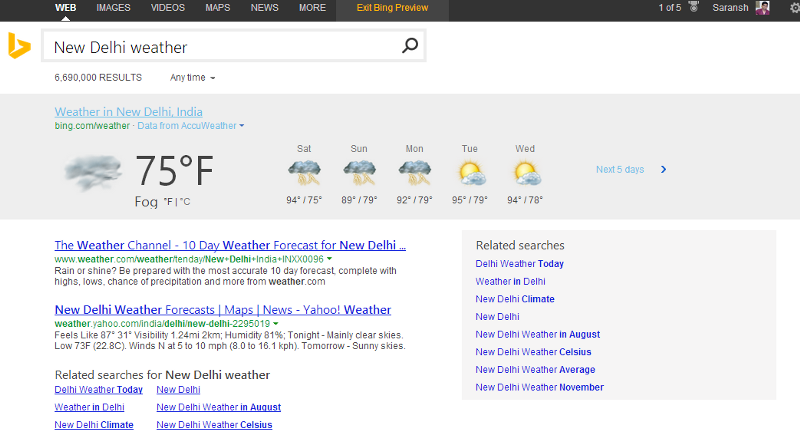 WEB IMAGES VIDEOS MAPS NEWS MORE Exit Bing Preview 1 of 5 Saransh
New Delhi weather
6,690,000 RESULTS Any time
Weather in New Delhi, India
bing.com/weather - Data from AccuWeather
75°F
Fog °F | °C
Sat Sun Mon Tue Wed
94° / 75° 89° / 79° 92° / 79° 95° / 79° 94° / 78°
Next 5 days
The Weather Channel - 10 Day Weather Forecast for New Delhi ...
www.weather.com/weather/tenday/New+Delhi+India+INXX0096
Rain or shine? Be prepared with the most accurate 10 day forecast, complete with
highs, lows, chance of precipitation and more from weather.com
New Delhi Weather Forecasts | Maps | News - Yahoo! Weather
weather.yahoo.com/india/delhi/new-delhi-2295019
Feels Like 87° 31° Visibility 1.24mi 2km; Humidity 81%; Tonight - Mainly clear skies.
Low 73F (22.8C). Winds N at 5 to 10 mph (8.0 to 16.1 kph). Tomorrow - Sunny skies.
Related searches for New Delhi weather
Delhi Weather Today New Delhi
Weather in Delhi New Delhi Weather in August
New Delhi Climate New Delhi Weather Celsius
Related searches
Delhi Weather Today
Weather in Delhi
New Delhi Climate
New Delhi
New Delhi Weather in August
New Delhi Weather Celsius
New Delhi Weather Average
New Delhi Weather November